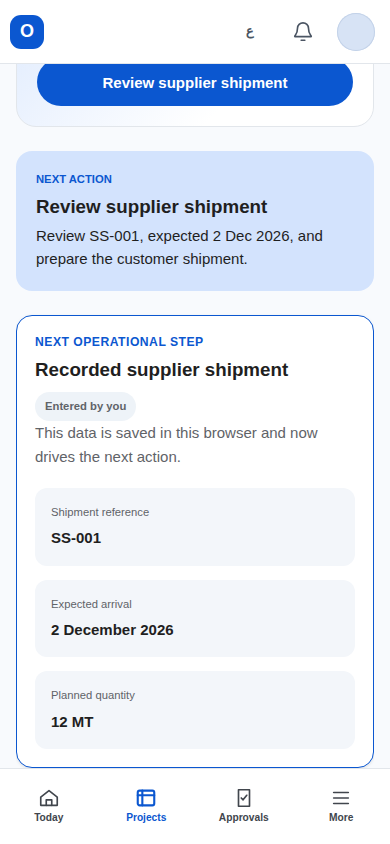 O
ع
Review supplier shipment
NEXT ACTION
Review supplier shipment
Review SS-001, expected 2 Dec 2026, and
prepare the customer shipment.
NEXT OPERATIONAL STEP
Recorded supplier shipment
Entered by you
This data is saved in this browser and now
drives the next action.
Shipment reference
SS-001
Expected arrival
2 December 2026
Planned quantity
12 MT
Today
Projects
Approvals
More